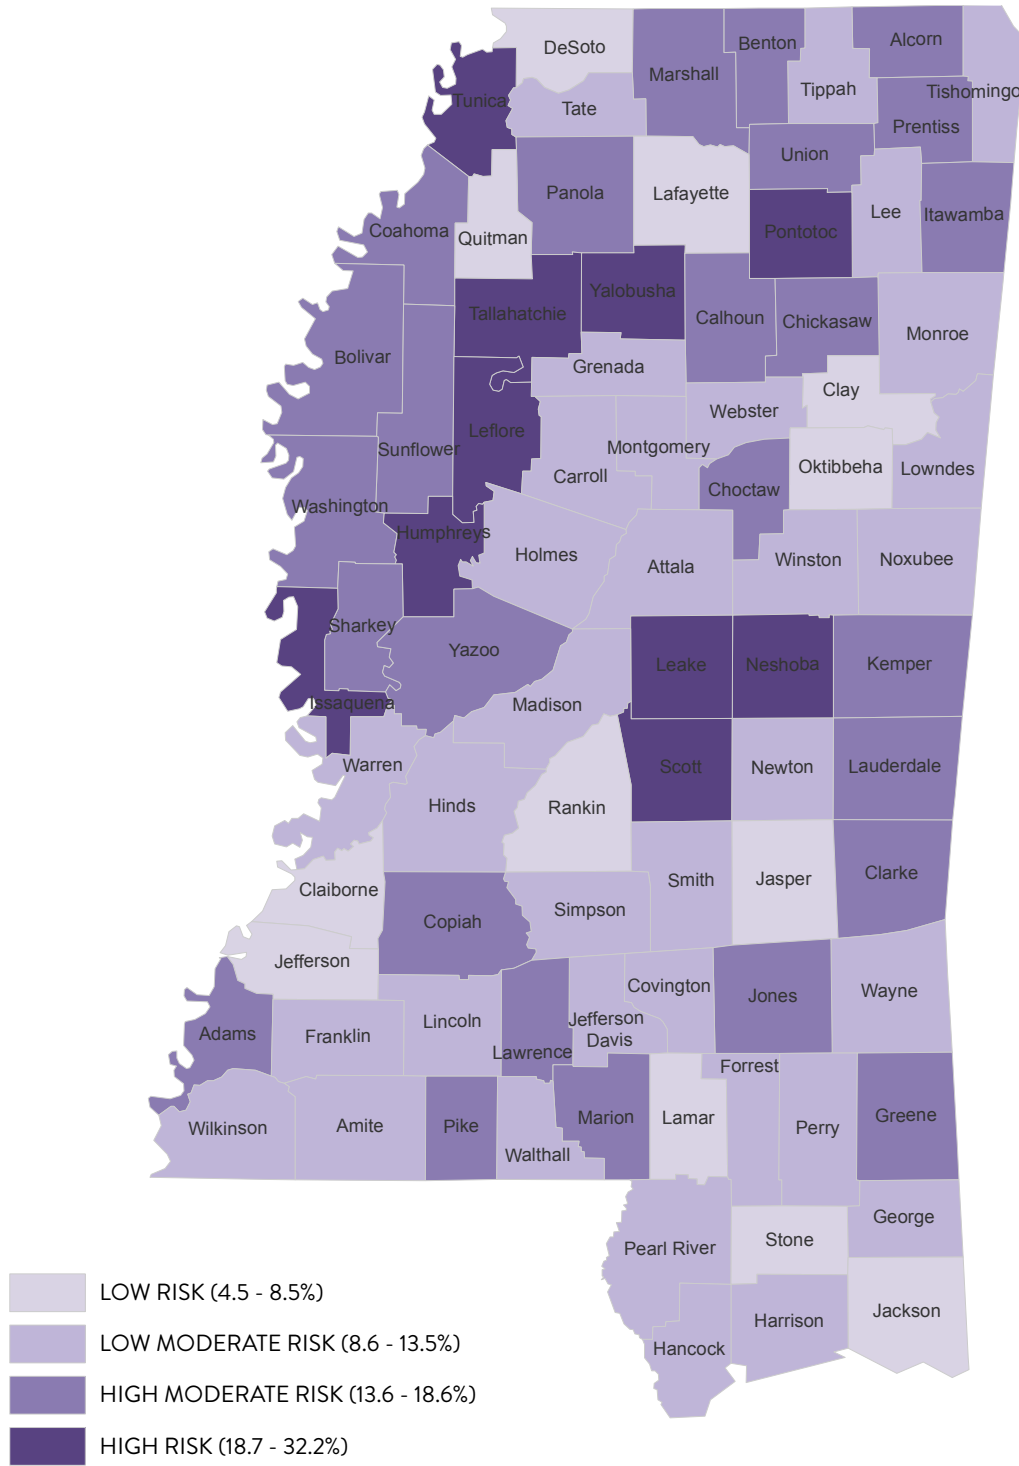 DeSoto
Marshall
Benton
Tippah
Alcorn
Tishomingo
Tunica
Tate
Prentiss
Union
Panola
Lafayette
Coahoma
Quitman
Pontotoc
Lee
Itawamba
Tallahatchie
Yalobusha
Calhoun
Chickasaw
Monroe
Bolivar
Grenada
Clay
Webster
Sunflower
Leflore
Montgomery
Carroll
Oktibbeha
Lowndes
Choctaw
Washington
Humphreys
Holmes
Attala
Winston
Noxubee
Sharkey
Yazoo
Leake
Neshoba
Kemper
Issaquena
Madison
Warren
Scott
Newton
Lauderdale
Hinds
Rankin
Claiborne
Smith
Jasper
Clarke
Copiah
Simpson
Jefferson
Covington
Jones
Wayne
Adams
Franklin
Lincoln
Lawrence
Jefferson
Davis
Forrest
Wilkinson
Amite
Pike
Walthall
Marion
Lamar
Perry
Greene
Pearl River
Stone
George
Hancock
Harrison
Jackson
LOW RISK (4.5 - 8.5%)
LOW MODERATE RISK (8.6 - 13.5%)
HIGH MODERATE RISK (13.6 - 18.6%)
HIGH RISK (18.7 - 32.2%)